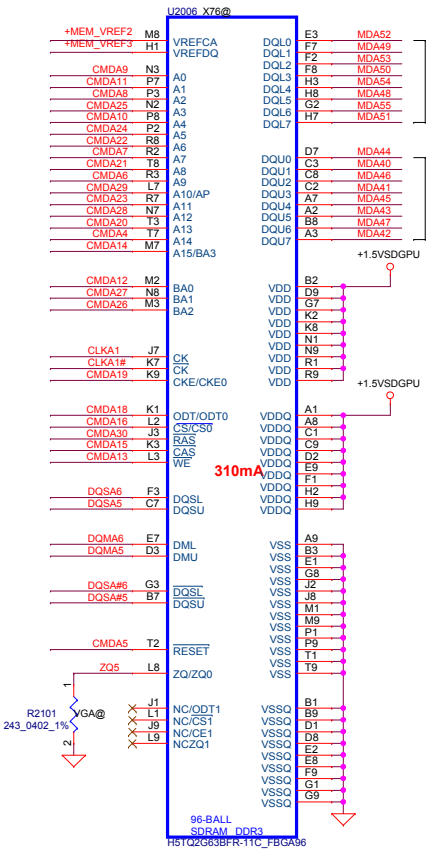 U2006 X76@
+MEM_VREF2 M8 VREFCA E3 DQL0 MDA52
+MEM_VREF3 H1 VREFDQ F7 DQL1 MDA49
F2 DQL2 MDA53
CMDA9 N3 A0 F8 DQL3 MDA50
CMDA11 P7 A1 H3 DQL4 MDA54
CMDA8 P3 A2 H8 DQL5 MDA48
CMDA25 N2 A3 G2 DQL6 MDA55
CMDA10 P8 A4 H7 DQL7 MDA51
CMDA24 P2 A5
CMDA22 R8 A6
CMDA7 R2 A7 D7 DQU0 MDA44
CMDA21 T8 A8 C3 DQU1 MDA40
CMDA6 R3 A9 C8 DQU2 MDA46
CMDA29 L7 A10/AP C2 DQU3 MDA41
CMDA23 R7 A11 A7 DQU4 MDA45
CMDA28 N7 A12 A2 DQU5 MDA43
CMDA20 T3 A13 B8 DQU6 MDA47
CMDA4 T7 A14 A3 DQU7 MDA42
CMDA14 M7 A15/BA3
+1.5VSDGPU
CMDA12 M2 BA0 B2 VDD
CMDA27 N8 BA1 D9 VDD
CMDA26 M3 BA2 G7 VDD
K2 VDD
K8 VDD
N1 VDD
CLKA1 J7 CK N9 VDD
CLKA1# K7 CK R1 VDD
CMDA19 K9 CKE/CKE0 R9 VDD
+1.5VSDGPU
CMDA18 K1 ODT/ODT0 A1 VDDQ
CMDA16 L2 CS/CS0 A8 VDDQ
CMDA30 J3 RAS C1 VDDQ
CMDA15 K3 CAS C9 VDDQ
CMDA13 L3 WE D2 VDDQ
310mA E9 VDDQ
F1 VDDQ
DQSA6 F3 DQSL H2 VDDQ
DQSA5 C7 DQSU H9 VDDQ
DQMA6 E7 DML A9 VSS
DQMA5 D3 DMU B3 VSS
E1 VSS
G8 VSS
DQSA#6 G3 DQSL J2 VSS
DQSA#5 B7 DQSU J8 VSS
M1 VSS
M9 VSS
P1 VSS
CMDA5 T2 RESET P9 VSS
T1 VSS
ZQ5 L8 ZQ/ZQ0 T9 VSS
1
R2101 VGA@
243_0402_1%
2
J1 NC/ODT1 B1 VSSQ
L1 NC/CS1 B9 VSSQ
J9 NC/CE1 D1 VSSQ
L9 NCZQ1 D8 VSSQ
E2 VSSQ
E8 VSSQ
F9 VSSQ
G1 VSSQ
G9 VSSQ
96-BALL
SDRAM DDR3
H5TQ2G63BFR-11C_FBGA96